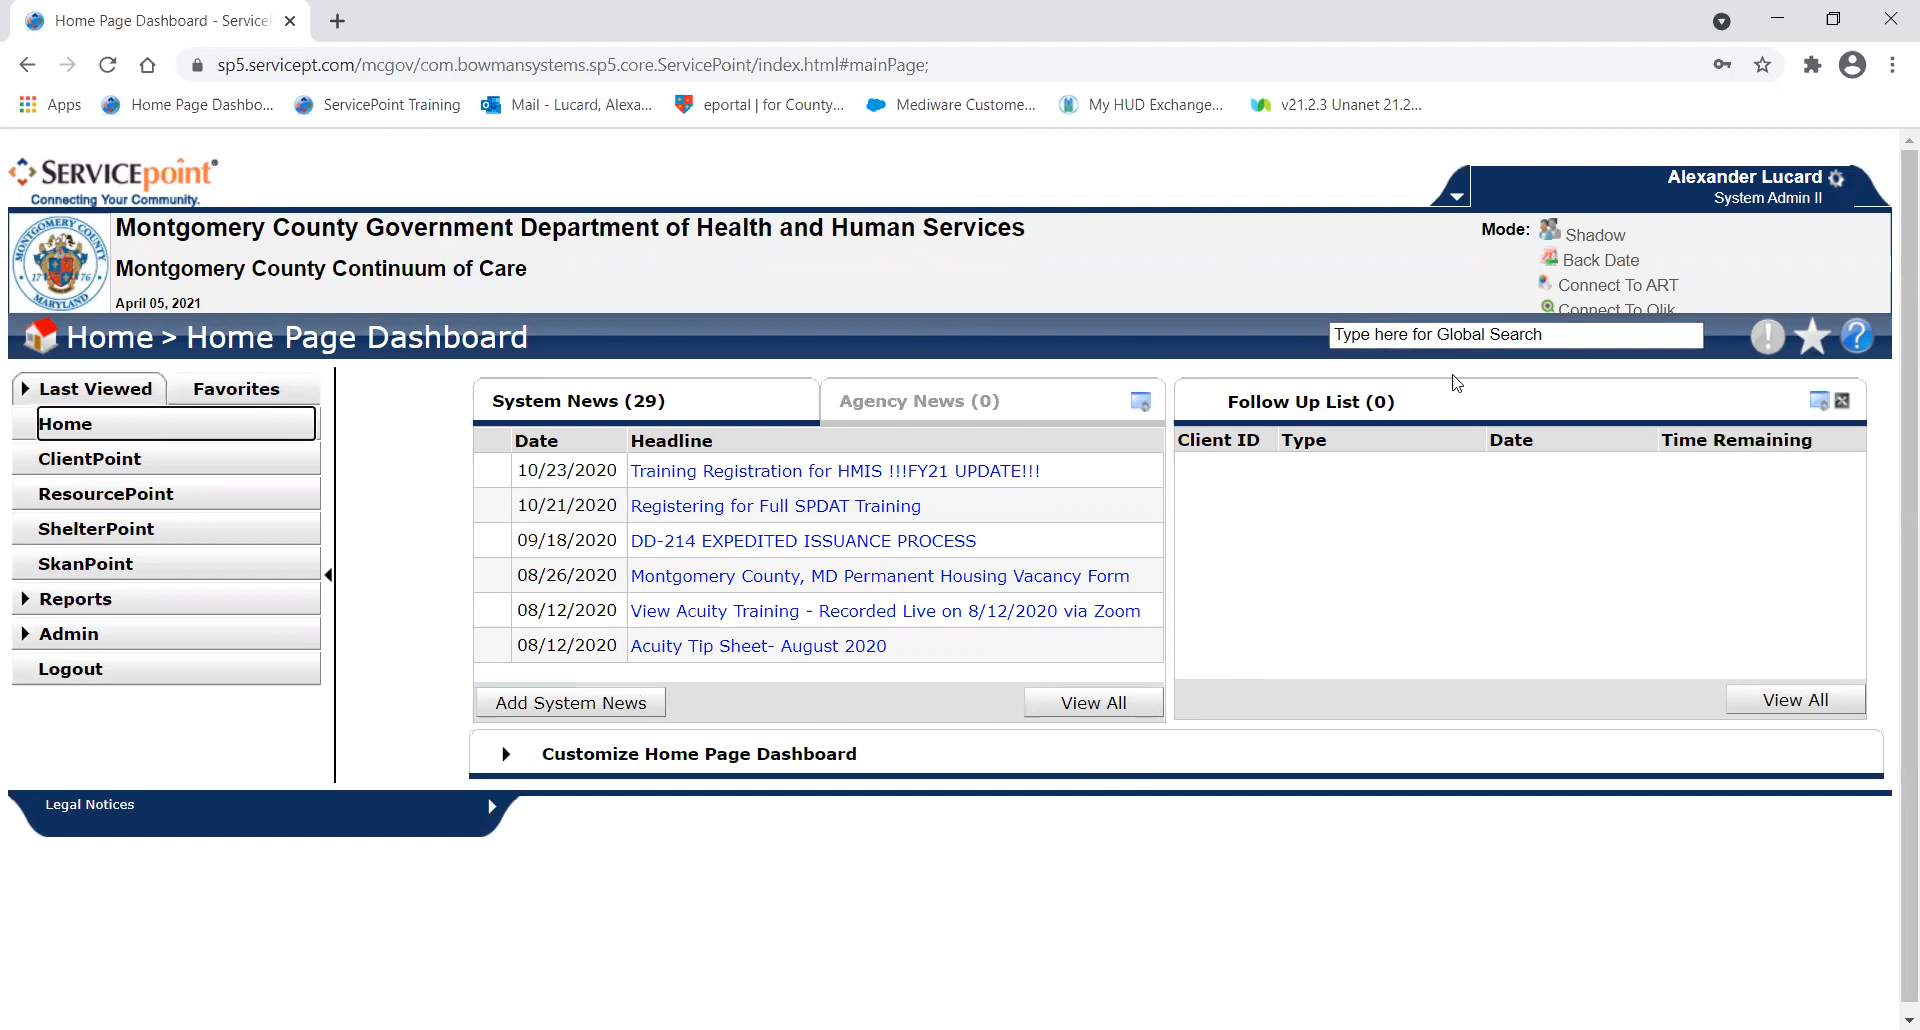 Home Page Dashboard - Service
sp5.servicept.com/mcgov/com.bowmansystems.sp5.core.ServicePoint/index.html#mainPage;
Apps Home Page Dashbo... ServicePoint Training Mail - Lucard, Alexa... eportal | for County... Mediware Custome... My HUD Exchange... v21.2.3 Unanet 21.2...
SERVICEpoint
Connecting Your Community.
Alexander Lucard
System Admin II
Montgomery County Government Department of Health and Human Services
Montgomery County Continuum of Care
April 05, 2021
Mode: Shadow
Back Date
Connect To ART
Connect To Qlik
Home > Home Page Dashboard
Type here for Global Search
Last Viewed Favorites
Home
ClientPoint
ResourcePoint
ShelterPoint
SkanPoint
Reports
Admin
Logout
System News (29) Agency News (0)
Date Headline
10/23/2020 Training Registration for HMIS !!!FY21 UPDATE!!!
10/21/2020 Registering for Full SPDAT Training
09/18/2020 DD-214 EXPEDITED ISSUANCE PROCESS
08/26/2020 Montgomery County, MD Permanent Housing Vacancy Form
08/12/2020 View Acuity Training - Recorded Live on 8/12/2020 via Zoom
08/12/2020 Acuity Tip Sheet- August 2020
Add System News View All
Follow Up List (0)
Client ID Type Date Time Remaining
View All
Customize Home Page Dashboard
Legal Notices